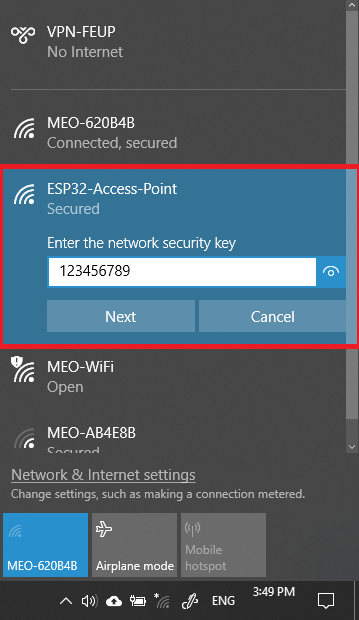 VPN-FEUP
No Internet
MEO-620B4B
Connected, secured
ESP32-Access-Point
Secured
Enter the network security key
123456789
Next
Cancel
MEO-WiFi
Open
MEO-AB4E8B
Secured
Network & Internet settings
Change settings, such as making a connection metered.
MEO-620B4B
Airplane mode
Mobile
hotspot
ENG
3:49 PM